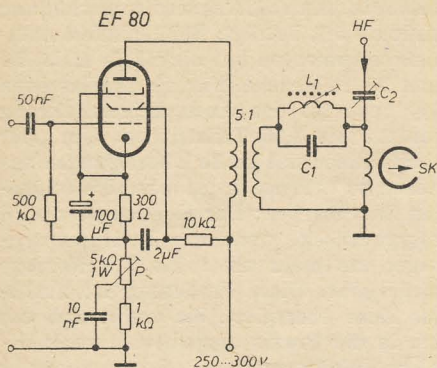 EF 80
HF
50nF
L1
C2
5:1
C1
SK
500
kΩ
+
100
µF
300
Ω
2µF
10kΩ
5kΩ
1W
P
10
nF
1
kΩ
250...300V